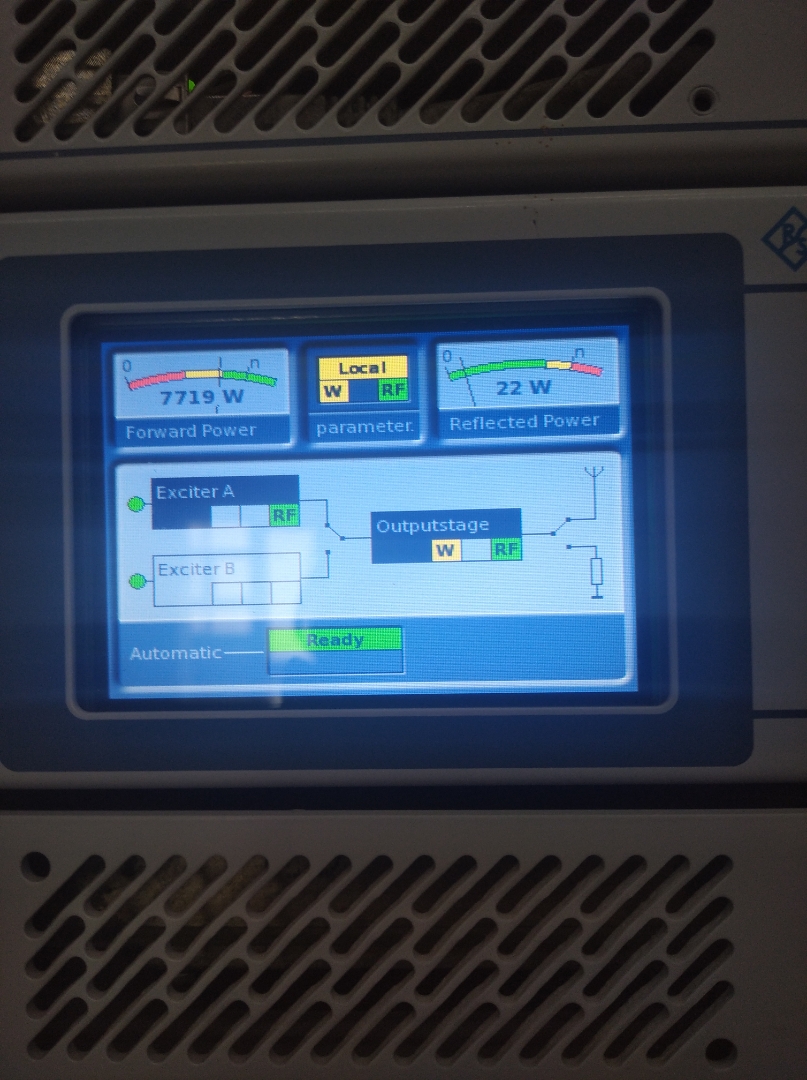 0 n
7719 W
Forward Power
Local
W RF
parameter.
0 n
22 W
Reflected Power
Exciter A
RF
Exciter B
Outputstage
W RF
Automatic
Ready